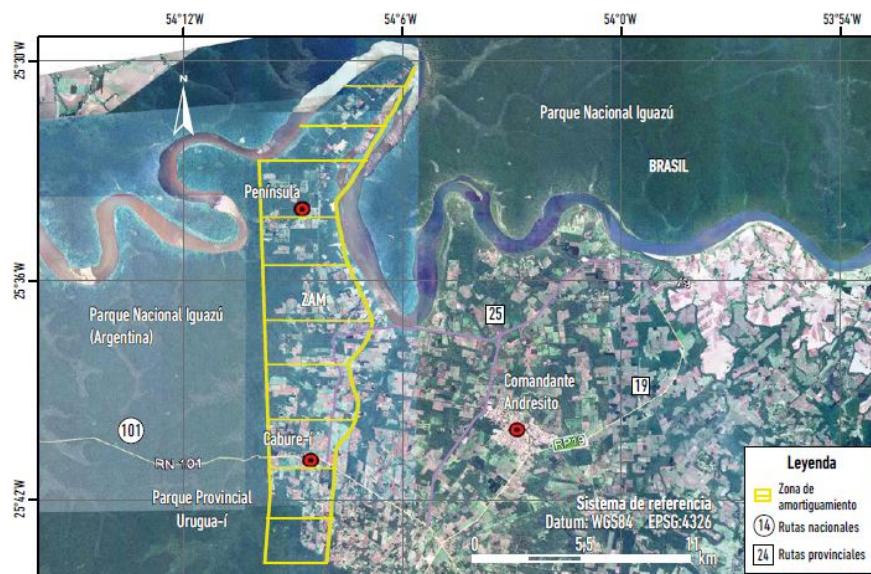 54°12'W
54°6'W
54°0'W
53°54'W
25°30'
25°36'
25°42'
N
Parque Nacional Iguazú
BRASIL
Península
ZAM
Parque Nacional Iguazú
(Argentina)
25
19
Comandante
Andresito
101
RN 101
Cabure-í
RP19
Parque Provincial
Urugua-í
Sistema de referencia
Datum: WGS84 EPSG:4326
0
5,5
11
km
Leyenda
Zona de
amortiguamiento
14 Rutas nacionales
24 Rutas provinciales